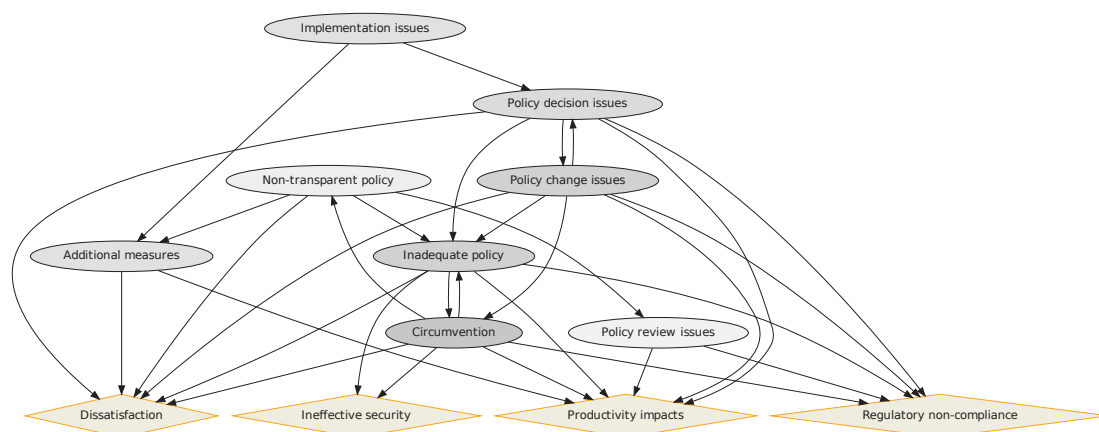 Implementation issues
Policy decision issues
Non-transparent policy
Policy change issues
Additional measures
Inadequate policy
Circumvention
Policy review issues
Dissatisfaction
Ineffective security
Productivity impacts
Regulatory non-compliance